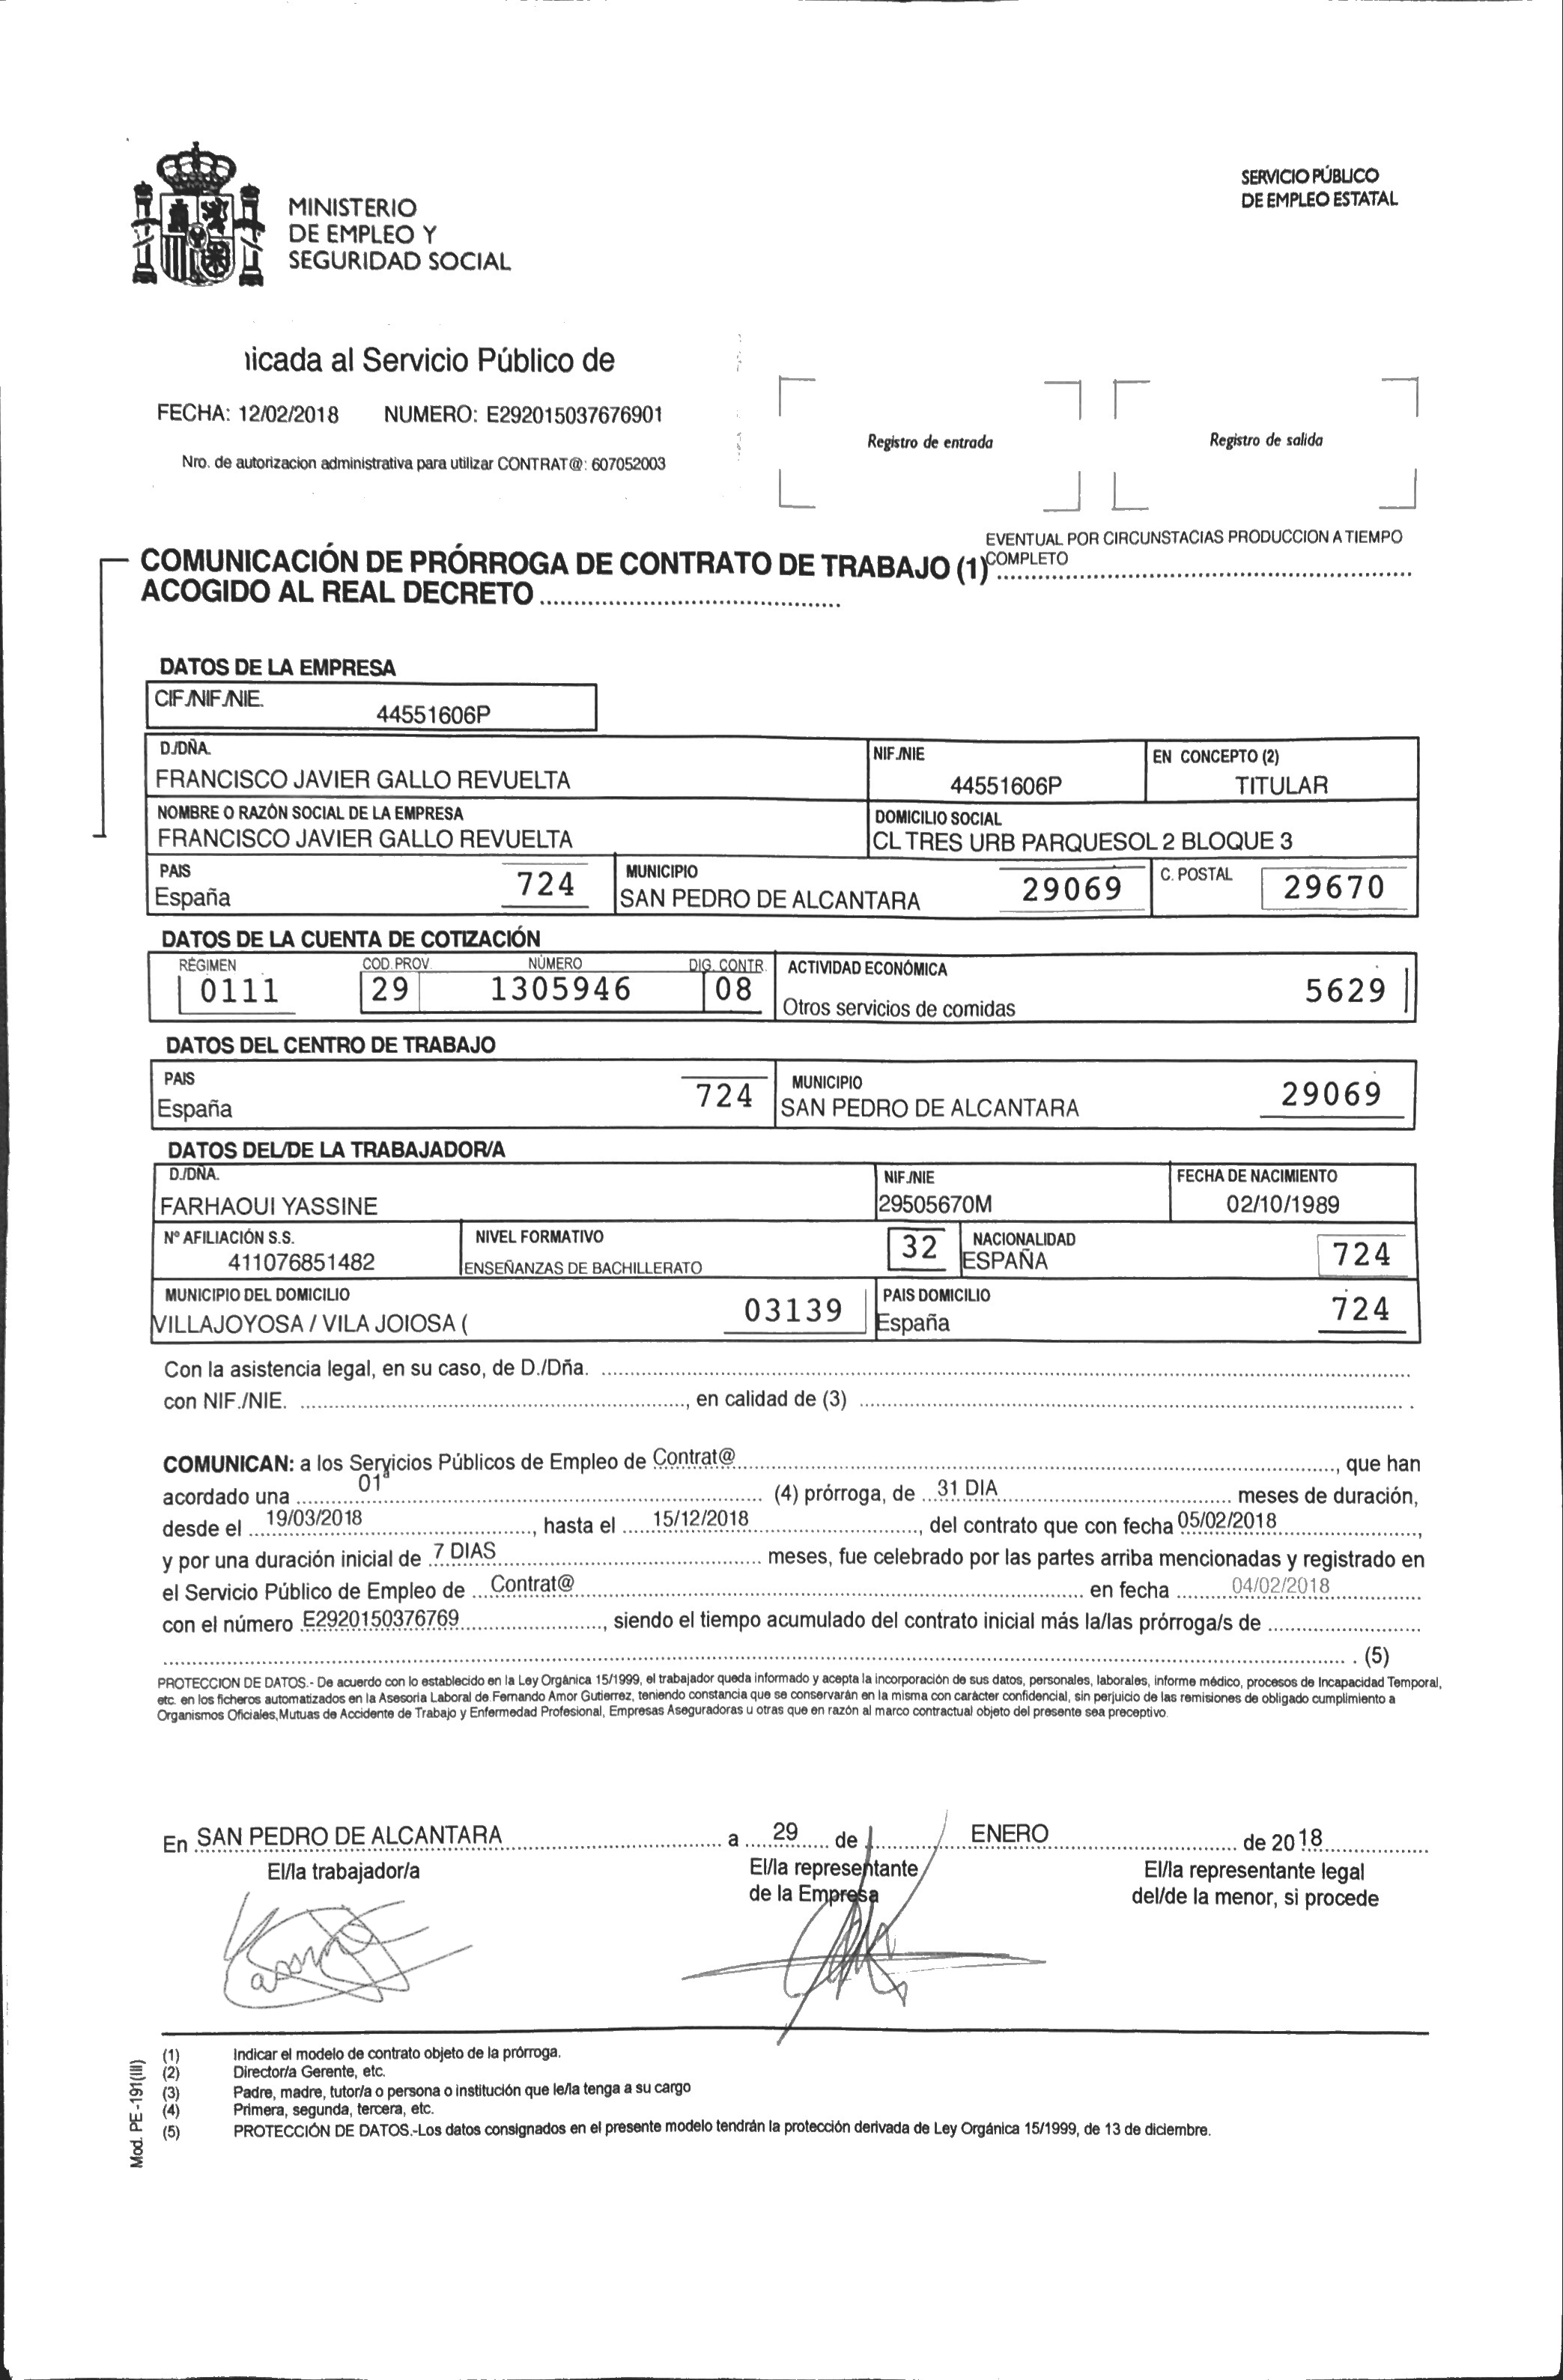 MINISTERIO
DE EMPLEO Y
SEGURIDAD SOCIAL
SERVICIO PÚBLICO
DE EMPLEO ESTATAL
nicada al Servicio Público de
FECHA: 12/02/2018 NUMERO: E292015037676901
Nro. de autorizacion administrativa para utilizar CONTRAT@: 607052003
Registro de entrada
Registro de salida
EVENTUAL POR CIRCUNSTACIAS PRODUCCION A TIEMPO
COMUNICACIÓN DE PRÓRROGA DE CONTRATO DE TRABAJO (1) COMPLETO
ACOGIDO AL REAL DECRETO
DATOS DE LA EMPRESA
CIF./NIF./NIE.
44551606P
D./DÑA. NIF./NIE EN CONCEPTO (2)
FRANCISCO JAVIER GALLO REVUELTA 44551606P TITULAR
NOMBRE O RAZÓN SOCIAL DE LA EMPRESA DOMICILIO SOCIAL
FRANCISCO JAVIER GALLO REVUELTA CL TRES URB PARQUESOL 2 BLOQUE 3
PAIS MUNICIPIO C. POSTAL
España 724 SAN PEDRO DE ALCANTARA 29069 29670
DATOS DE LA CUENTA DE COTIZACIÓN
RÉGIMEN COD. PROV. NÚMERO DIG. CONTR. ACTIVIDAD ECONÓMICA
0111 29 1305946 08 Otros servicios de comidas 5629
DATOS DEL CENTRO DE TRABAJO
PAIS MUNICIPIO
España 724 SAN PEDRO DE ALCANTARA 29069
DATOS DEL/DE LA TRABAJADOR/A
D./DÑA. NIF./NIE FECHA DE NACIMIENTO
FARHAOUI YASSINE 29505670M 02/10/1989
Nº AFILIACIÓN S.S. NIVEL FORMATIVO NACIONALIDAD
411076851482 ENSEÑANZAS DE BACHILLERATO 32 ESPAÑA 724
MUNICIPIO DEL DOMICILIO PAIS DOMICILIO
VILLAJOYOSA / VILA JOIOSA ( 03139 España 724
Con la asistencia legal, en su caso, de D./Dña.
con NIF./NIE. , en calidad de (3) .
COMUNICAN: a los Servicios Públicos de Empleo de Contrat@ , que han
acordado una 01ª (4) prórroga, de 31 DIA meses de duración,
desde el 19/03/2018 , hasta el 15/12/2018 , del contrato que con fecha 05/02/2018 ,
y por una duración inicial de 7 DIAS meses, fue celebrado por las partes arriba mencionadas y registrado en
el Servicio Público de Empleo de Contrat@ en fecha 04/02/2018
con el número E2920150376769 , siendo el tiempo acumulado del contrato inicial más la/las prórroga/s de
. (5)
PROTECCION DE DATOS.- De acuerdo con lo establecido en la Ley Orgánica 15/1999, el trabajador queda informado y acepta la incorporación de sus datos, personales, laborales, informe médico, procesos de Incapacidad Temporal,
etc. en los ficheros automatizados en la Asesoria Laboral de Fernando Amor Gutierrez, teniendo constancia que se conservarán en la misma con carácter confidencial, sin perjuicio de las remisiones de obligado cumplimiento a
Organismos Oficiales,Mutuas de Accidente de Trabajo y Enfermedad Profesional, Empresas Aseguradoras u otras que en razón al marco contractual objeto del presente sea preceptivo.
En SAN PEDRO DE ALCANTARA a 29 de ENERO de 2018
El/la trabajador/a El/la representante El/la representante legal
de la Empresa del/de la menor, si procede
(1) Indicar el modelo de contrato objeto de la prórroga.
(2) Director/a Gerente, etc.
(3) Padre, madre, tutor/a o persona o institución que le/la tenga a su cargo
(4) Primera, segunda, tercera, etc.
(5) PROTECCIÓN DE DATOS.-Los datos consignados en el presente modelo tendrán la protección derivada de Ley Orgánica 15/1999, de 13 de diciembre.
Mod. PE -191(III)